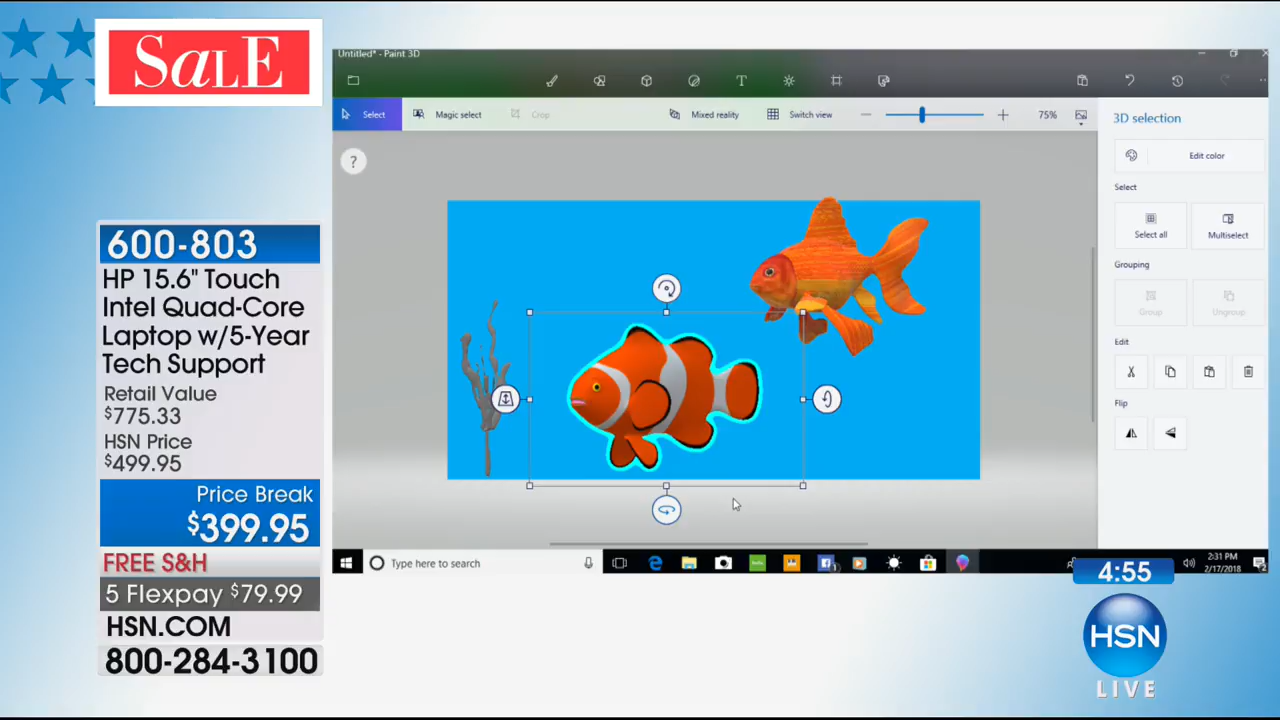 SALE
600-803
HP 15.6" Touch
Intel Quad-Core
Laptop w/5-Year
Tech Support
Retail Value
$775.33
HSN Price
$499.95
Price Break
$399.95
FREE S&H
5 Flexpay $79.99
HSN.COM
800-284-3100
Untitled* - Paint 3D
Select
Magic select
Crop
Mixed reality
Switch view
75%
?
3D selection
Edit color
Select
Select all
Multiselect
Grouping
Group
Ungroup
Edit
Flip
Type here to search
hulu
2:31 PM
2/17/2018
4:55
HSN
LIVE